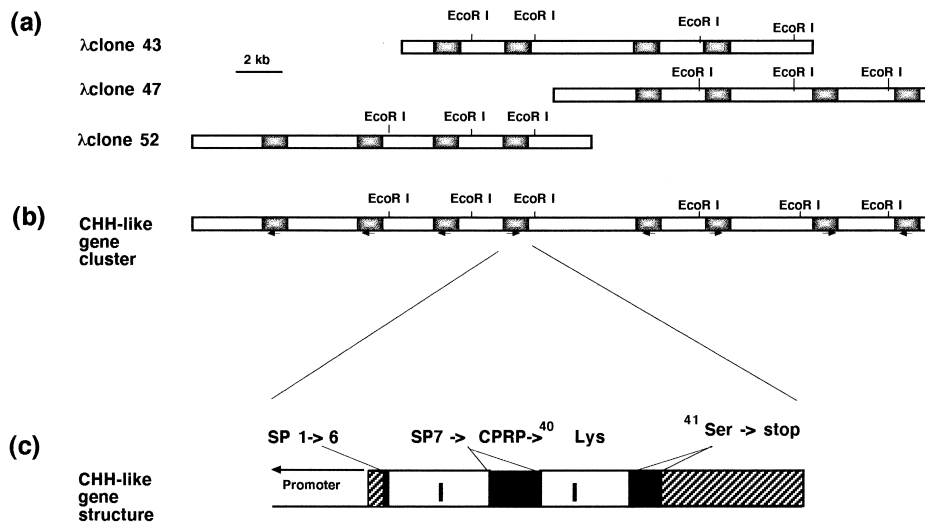 (a)
EcoR I EcoR I EcoR I EcoR I
λclone 43
2 kb
EcoR I EcoR I EcoR I
λclone 47
EcoR I EcoR I EcoR I
λclone 52
(b)
EcoR I EcoR I EcoR I EcoR I EcoR I EcoR I
CHH-like
gene
cluster
(c)
SP 1-> 6 SP7 -> CPRP->40 Lys 41 Ser -> stop
CHH-like
gene
structure
Promoter
I I